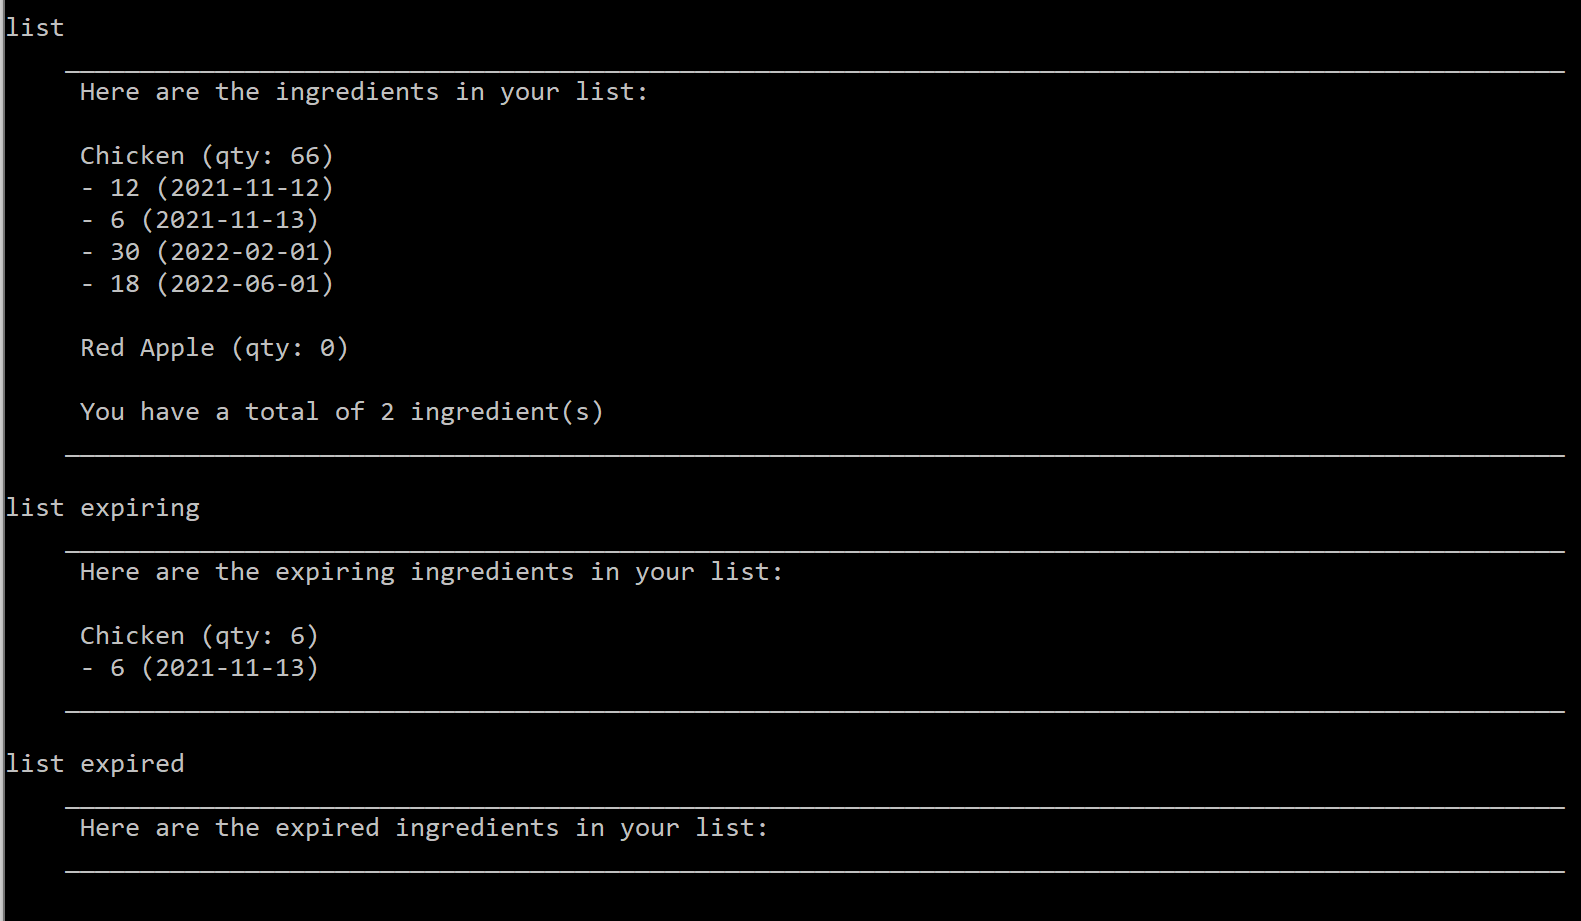 list
Here are the ingredients in your list:
Chicken (qty: 66)
- 12 (2021-11-12)
- 6 (2021-11-13)
- 30 (2022-02-01)
- 18 (2022-06-01)
Red Apple (qty: 0)
You have a total of 2 ingredient(s)
list expiring
Here are the expiring ingredients in your list:
Chicken (qty: 6)
- 6 (2021-11-13)
list expired
Here are the expired ingredients in your list: